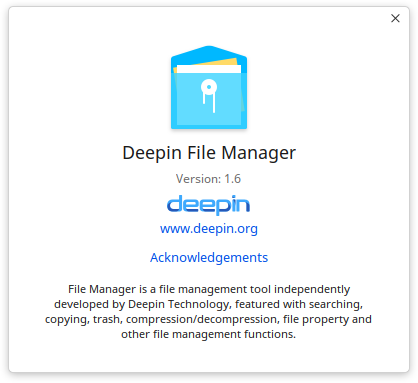 Deepin File Manager
Version: 1.6
deepin
www.deepin.org
Acknowledgements
File Manager is a file management tool independently
developed by Deepin Technology, featured with searching,
copying, trash, compression/decompression, file property and
other file management functions.